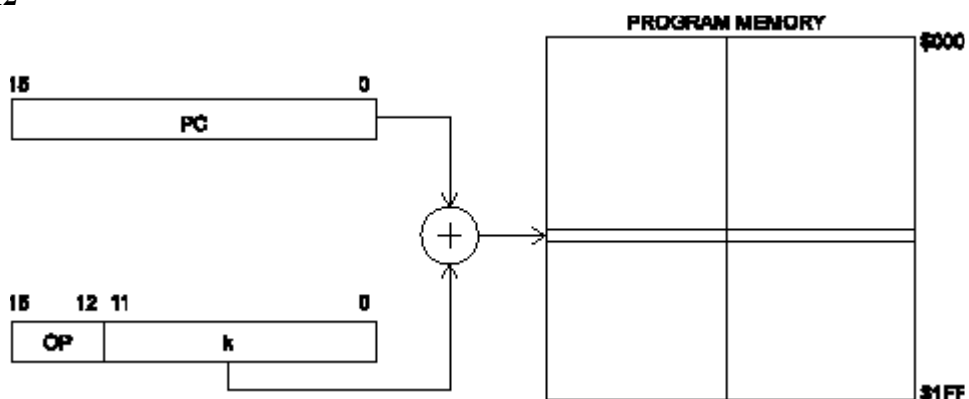 PROGRAM MEMORY
$000
15 0
PC
+
15 12 11 0
OP k
$1FF